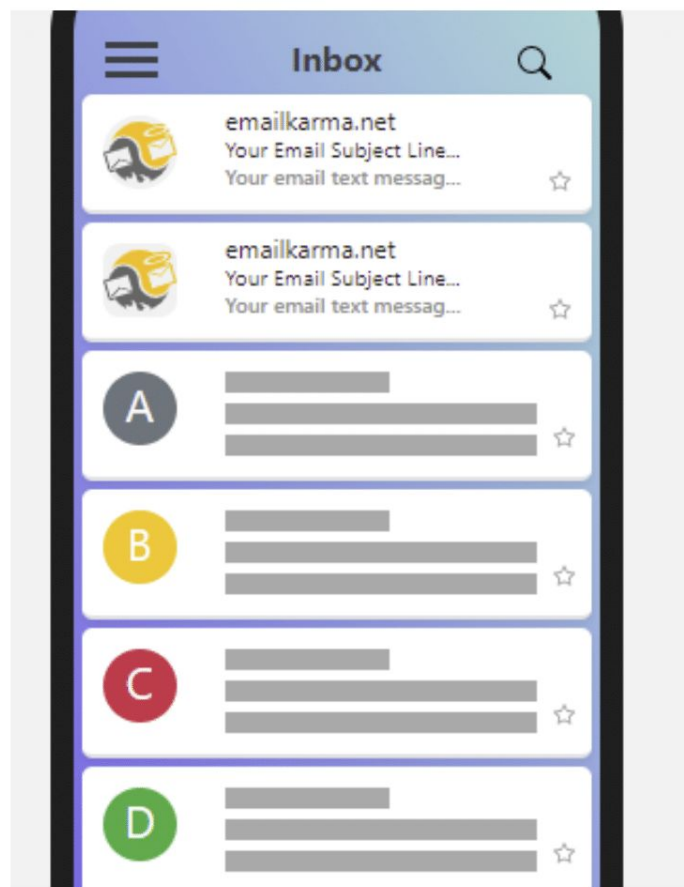 Inbox
emailkarma.net
Your Email Subject Line...
Your email text messag...
emailkarma.net
Your Email Subject Line...
Your email text messag...
A
B
C
D